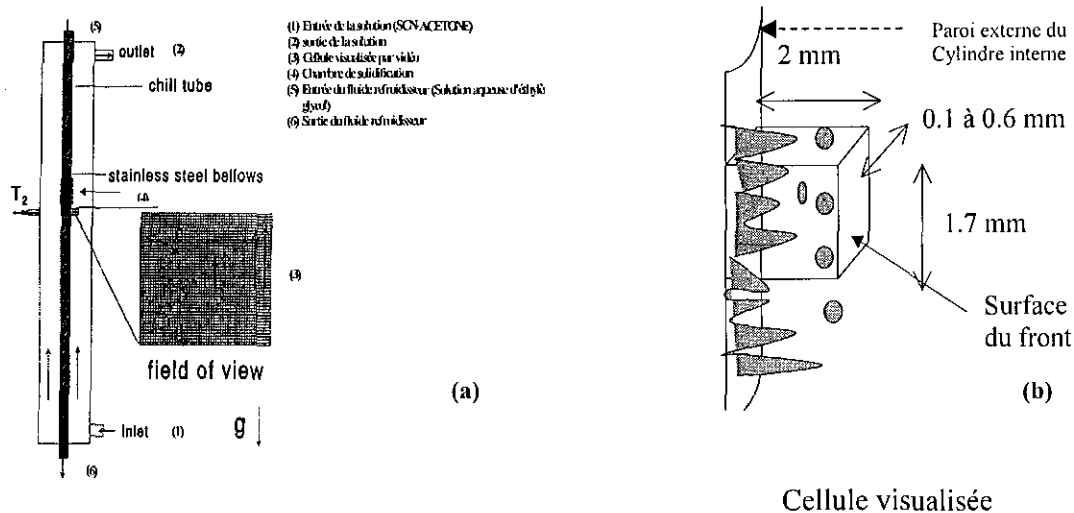 (5)
outlet (2)
chill tube
stainless steel bellows
T2
(4)
(3)
field of view
g
Inlet (1)
(6)
(1) Entrée de la solution (SCN-ACETONE)
(2) sortie de la solution
(3) Cellule visualisée par vidéo
(4) Chambre de solidification
(5) Entrée du fluide refroidisseur (Solution aqueuse d'éthylè
glycol)
(6) Sortie du fluide refroidisseur
(a)
Paroi externe du
Cylindre interne
2 mm
0.1 à 0.6 mm
1.7 mm
Surface
du front
(b)
Cellule visualisée